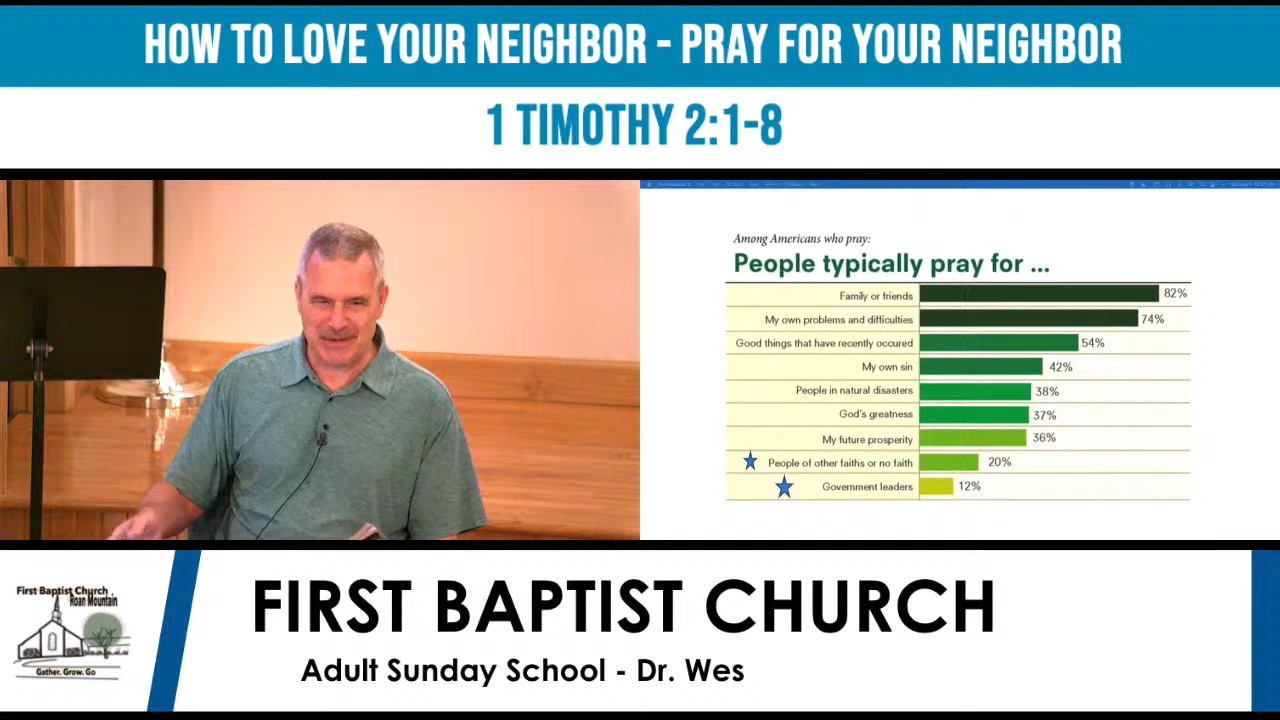 HOW TO LOVE YOUR NEIGHBOR - PRAY FOR YOUR NEIGHBOR
1 TIMOTHY 2:1-8
Among Americans who pray:
People typically pray for ...
Family or friends 82%
My own problems and difficulties 74%
Good things that have recently occured 54%
My own sin 42%
People in natural disasters 38%
God's greatness 37%
My future prosperity 36%
People of other faiths or no faith 20%
Government leaders 12%
First Baptist Church
Roan Mountain
Gather. Grow. Go
FIRST BAPTIST CHURCH
Adult Sunday School - Dr. Wes